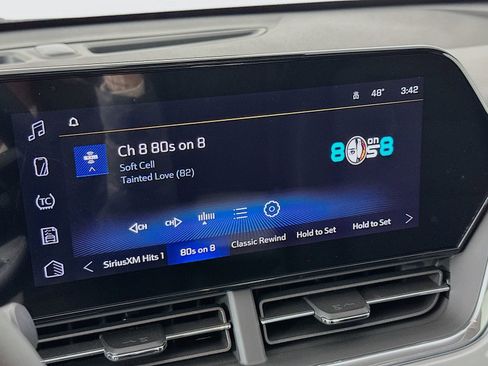 48° 3:42
Ch 8 80s on 8
Soft Cell
Tainted Love (82)
80s on 8
TC
CH CH
SiriusXM Hits 1 80s on 8 Classic Rewind Hold to Set Hold to Set